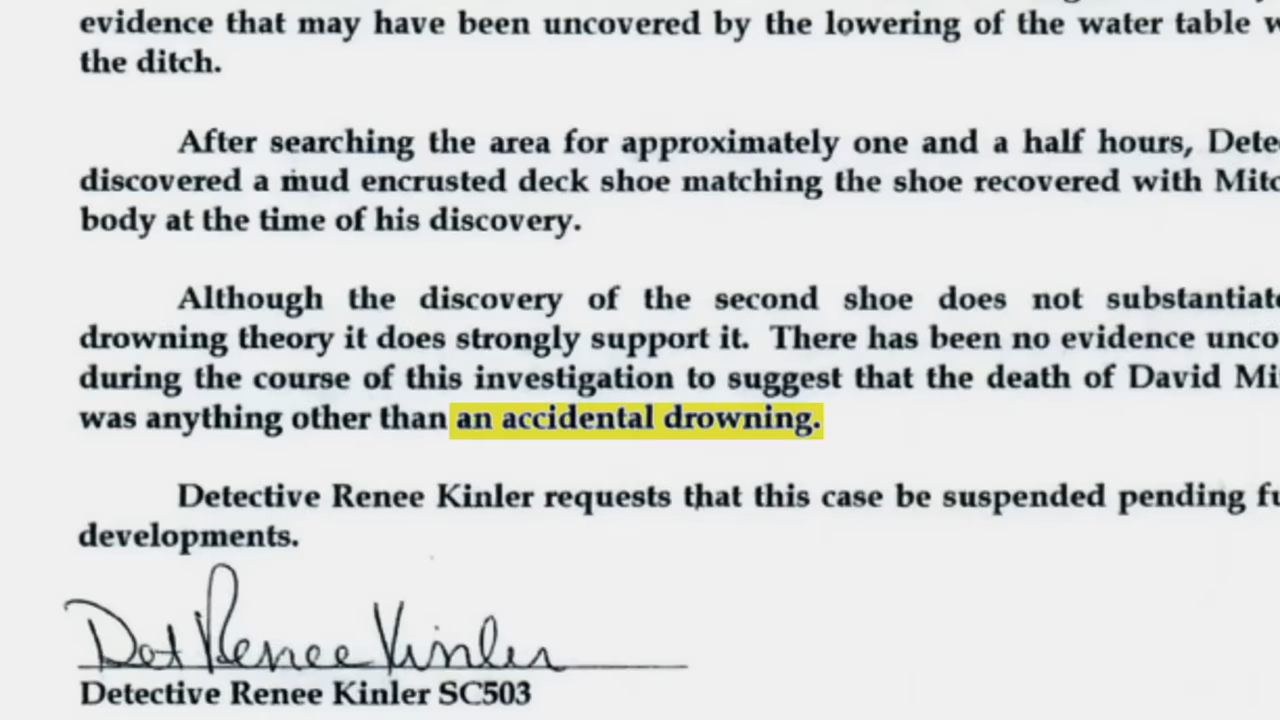 evidence that may have been uncovered by the lowering of the water table
the ditch.
After searching the area for approximately one and a half hours,
discovered a mud encrusted deck shoe matching the shoe recovered with
body at the time of his discovery.
Although the discovery of the second shoe does not
drowning theory it does strongly support it. There has been no evidence
during the course of this investigation to suggest that the death of David
was anything other than an accidental drowning.
Detective Renee Kinler requests that this case be suspended pending
developments.
Det Renee Kinler
Detective Renee Kinler SC503